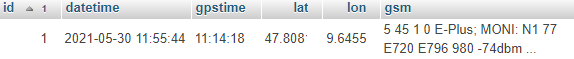 id 1 datetime gpstime lat lon gsm
1 2021-05-30 11:55:44 11:14:18 47.808 9.6455 5 45 1 0 E-Plus; MONI: N1 77
E720 E796 980 -74dbm ...